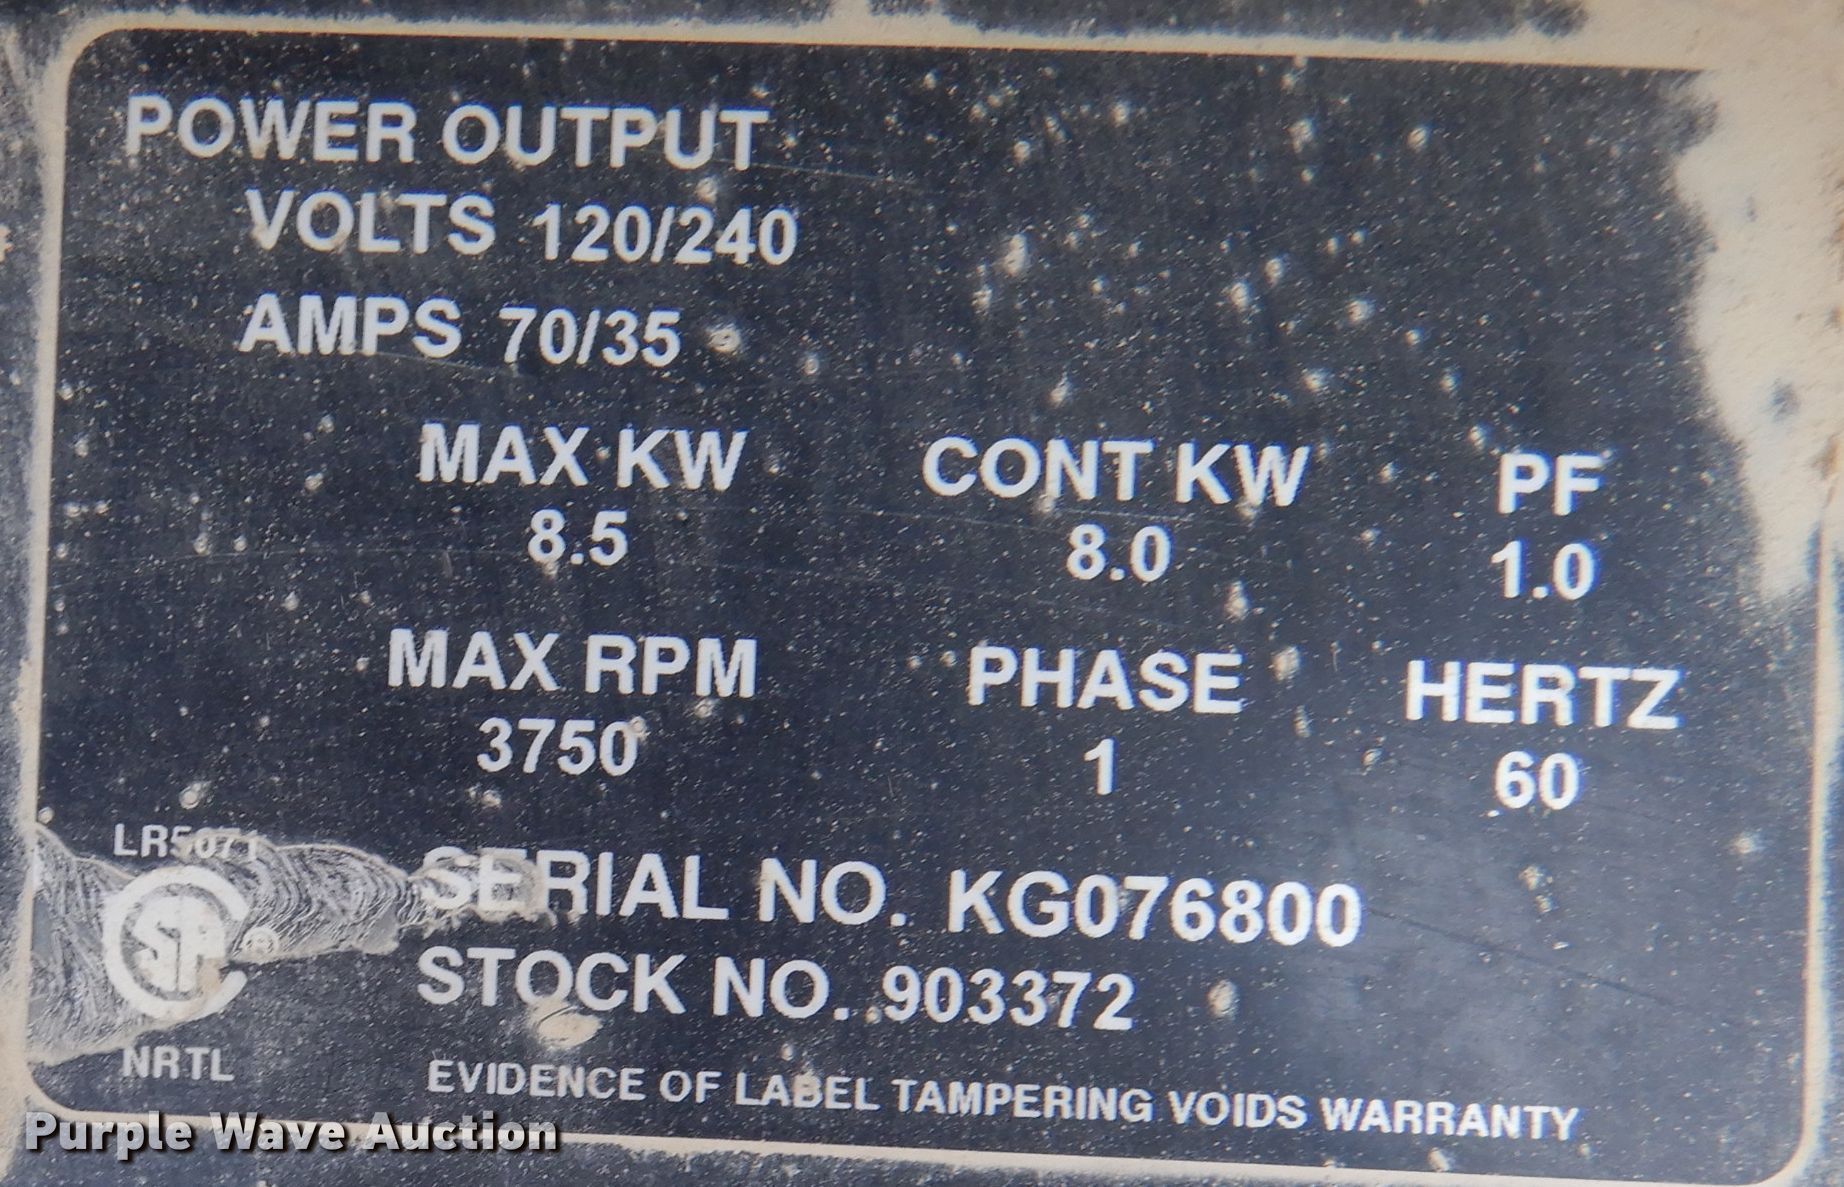 POWER OUTPUT
VOLTS 120/240
AMPS 70/35
MAX KW CONT KW PF
8.5 8.0 1.0
MAX RPM PHASE HERTZ
3750 1 60
LR5071
SERIAL NO. KG076800
STOCK NO. 903372
NRTL
EVIDENCE OF LABEL TAMPERING VOIDS WARRANTY
Purple Wave Auction